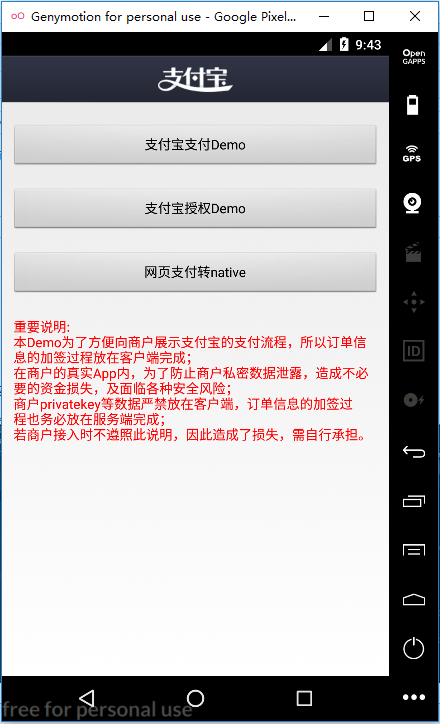 Genymotion for personal use - Google Pixel...
9:43
Open
GAPPS
支付宝
支付宝支付Demo
GPS
支付宝授权Demo
网页支付转native
重要说明:
本Demo为了方便向商户展示支付宝的支付流程，所以订单信
息的加签过程放在客户端完成；
在商户的真实App内，为了防止商户私密数据泄露，造成不必
要的资金损失，及面临各种安全风险；
商户privatekey等数据严禁放在客户端，订单信息的加签过
程也务必放在服务端完成；
若商户接入时不遵照此说明，因此造成了损失，需自行承担。
ID
free for personal use